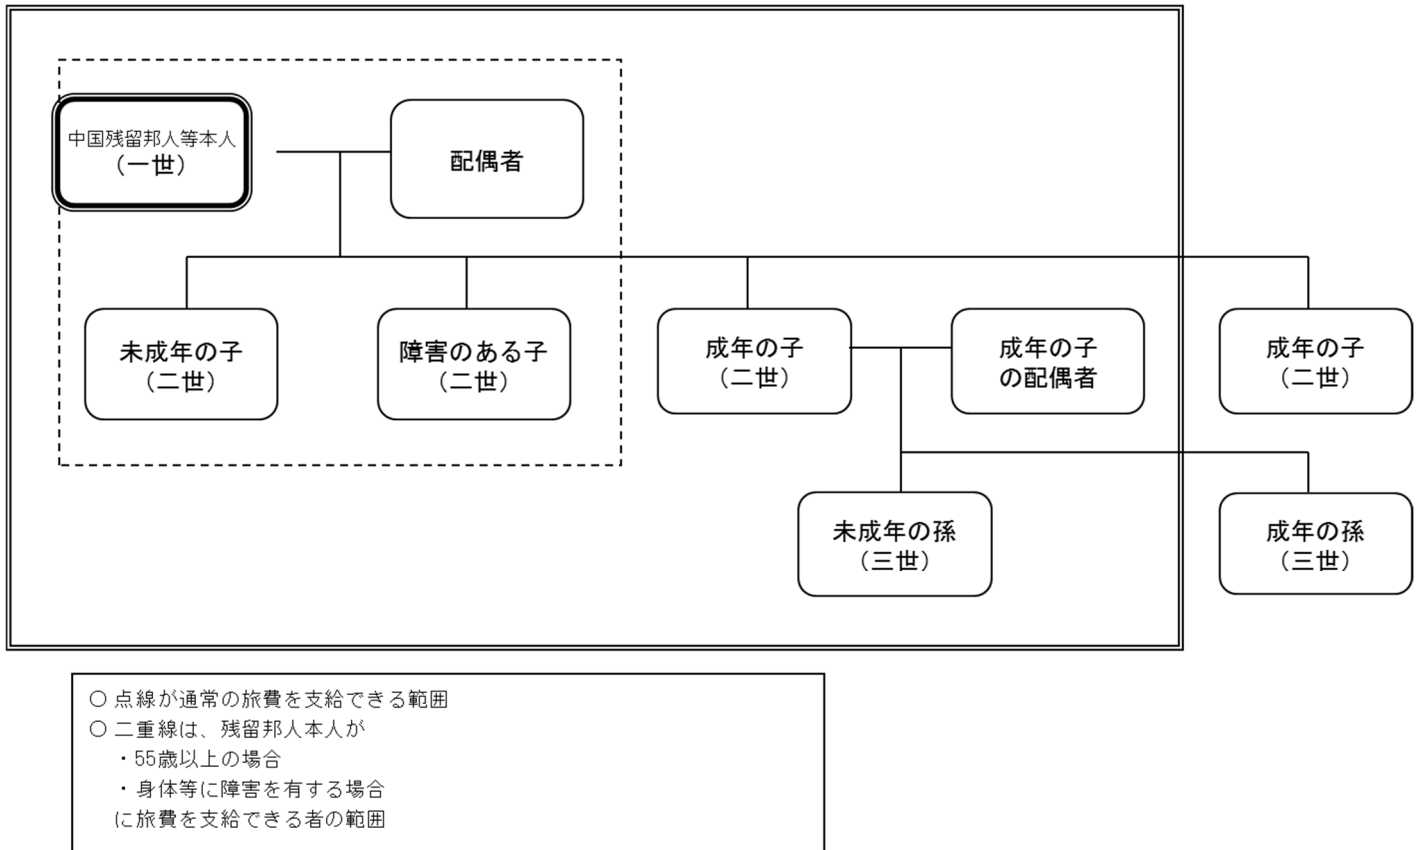 中国残留邦人等本人
（一世）
配偶者
未成年の子
（二世）
障害のある子
（二世）
成年の子
（二世）
成年の子
の配偶者
成年の子
（二世）
未成年の孫
（三世）
成年の孫
（三世）
○ 点線が通常の旅費を支給できる範囲
○ 二重線は、残留邦人本人が
・55歳以上の場合
・身体等に障害を有する場合
に旅費を支給できる者の範囲